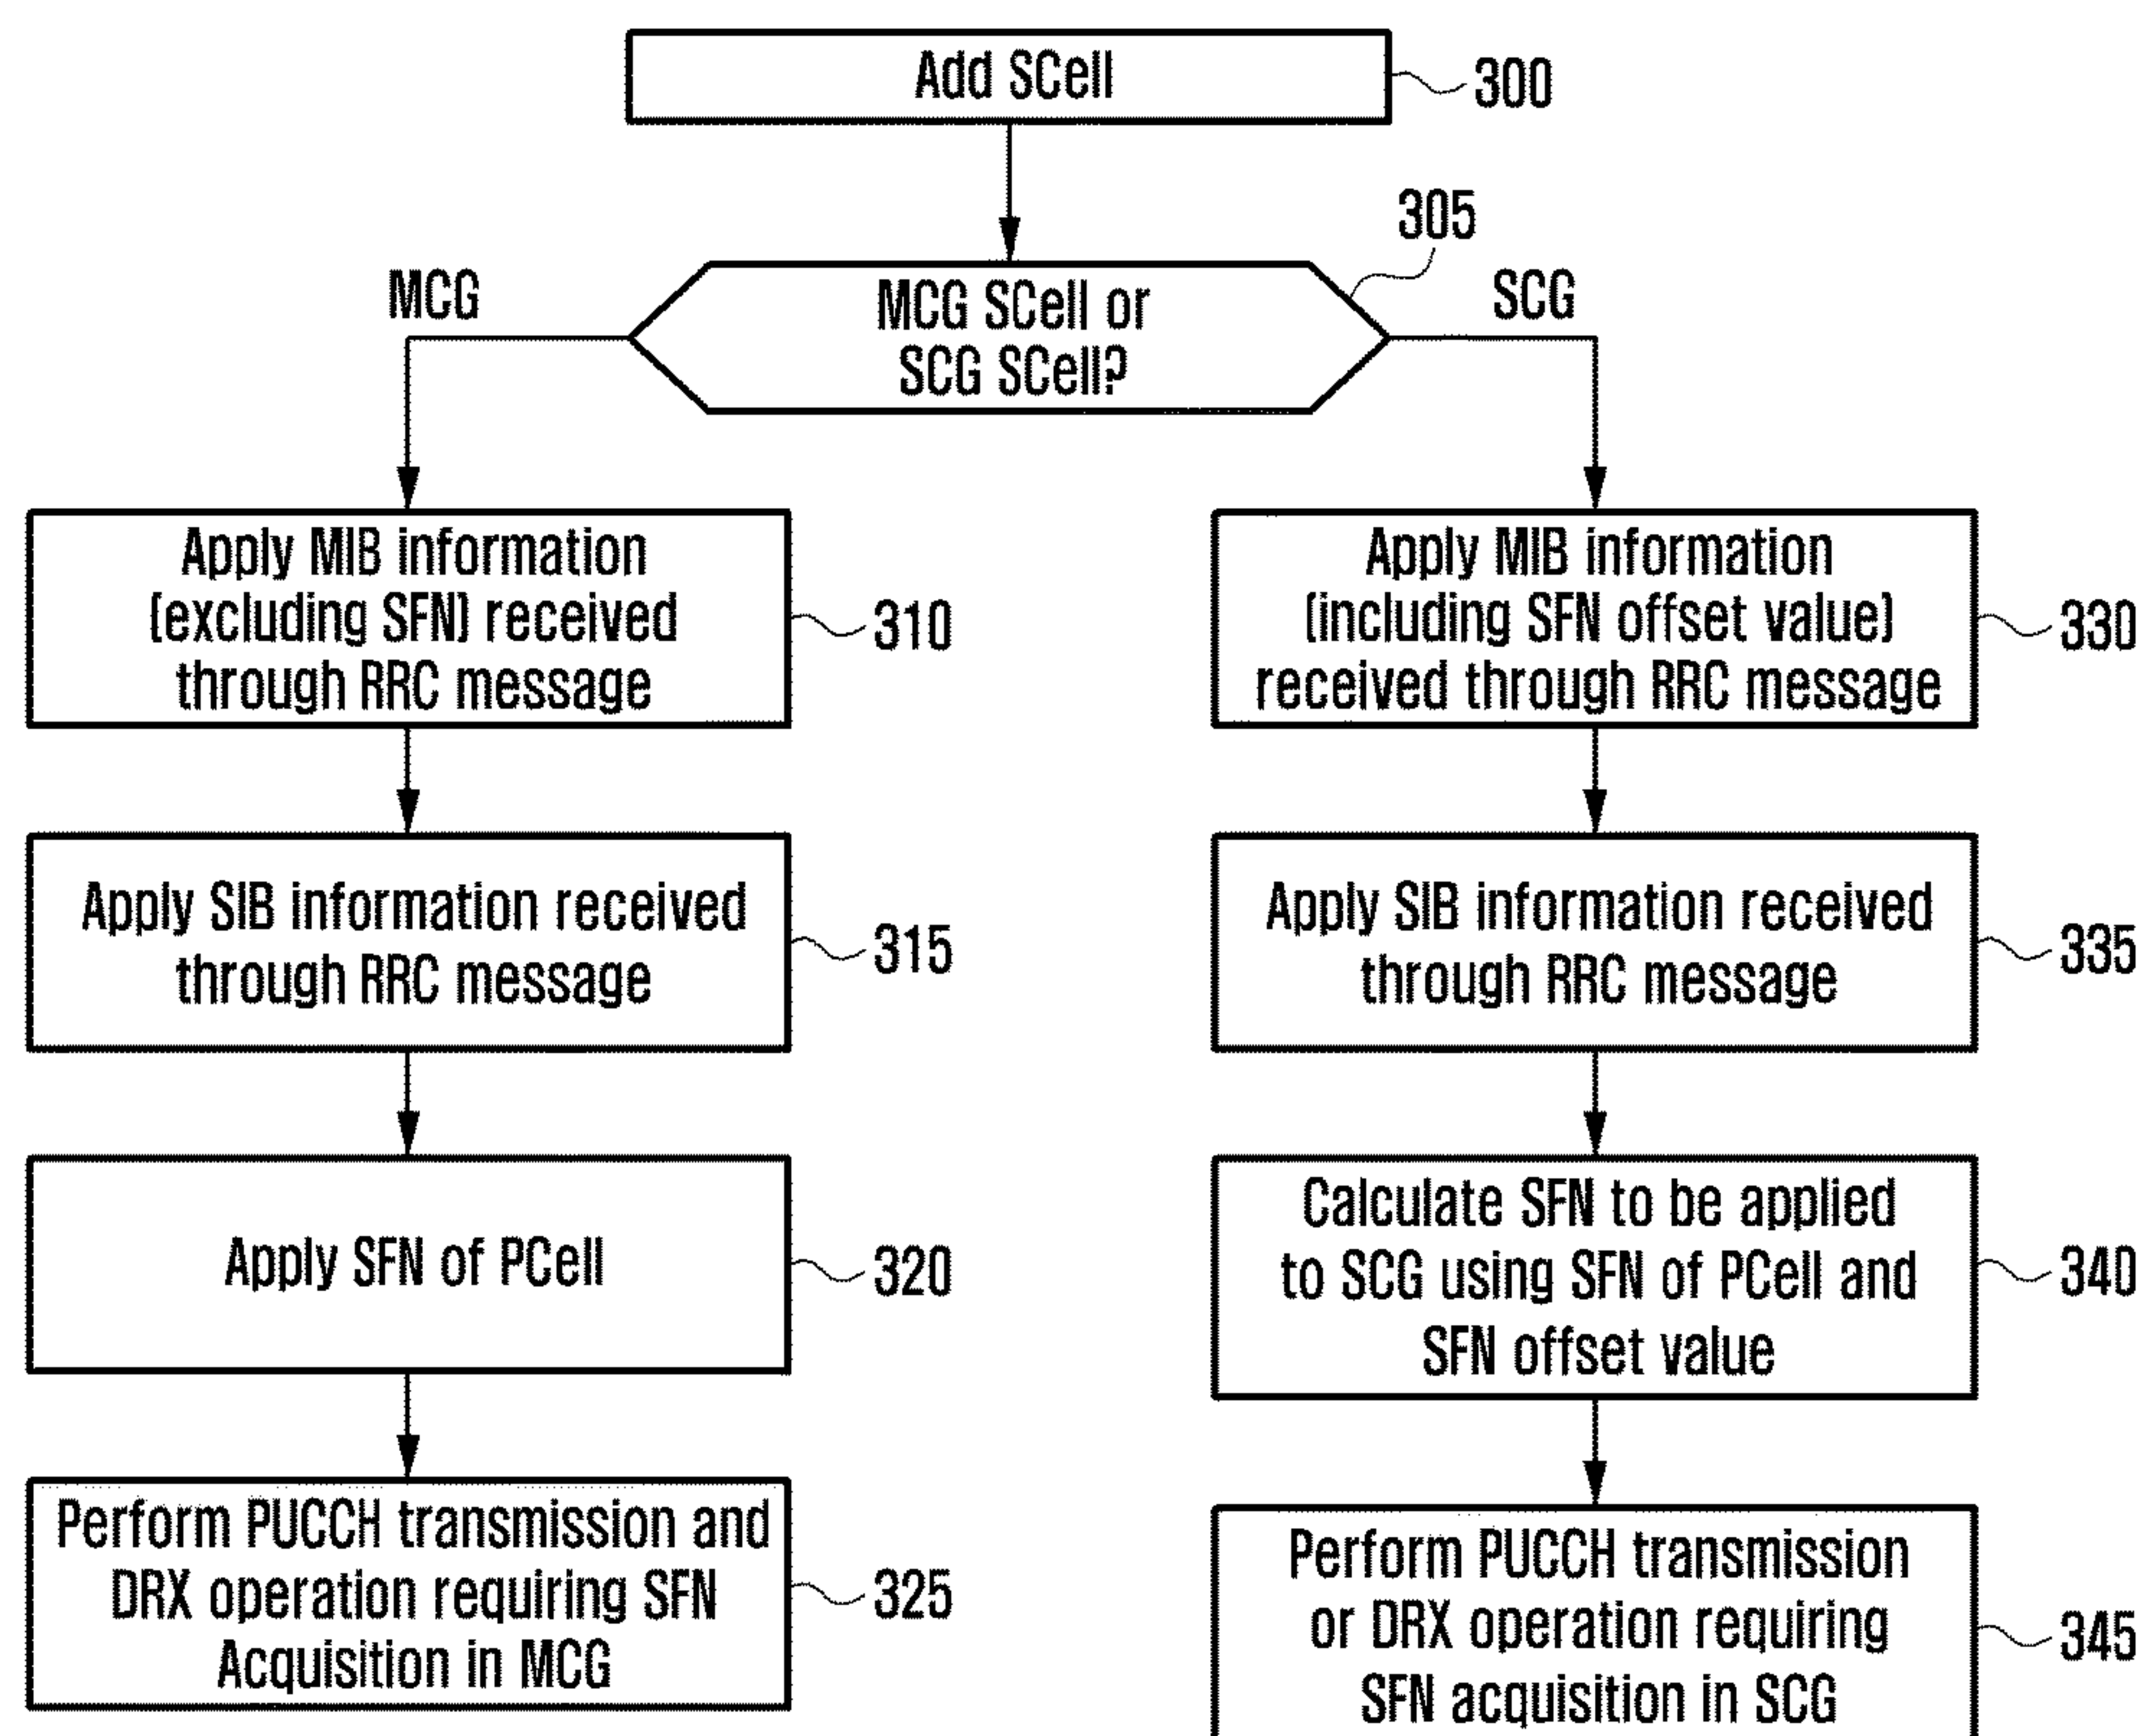 Add SCell
300
305
MCG
MCG SCell or
SCG SCell?
SCG
Apply MIB information
(excluding SFN) received
through RRC message
310
Apply SIB information received
through RRC message
315
Apply SFN of PCell
320
Perform PUCCH transmission and
DRX operation requiring SFN
Acquisition in MCG
325
Apply MIB information
(including SFN offset value)
received through RRC message
330
Apply SIB information received
through RRC message
335
Calculate SFN to be applied
to SCG using SFN of PCell and
SFN offset value
340
Perform PUCCH transmission
or DRX operation requiring
SFN acquisition in SCG
345